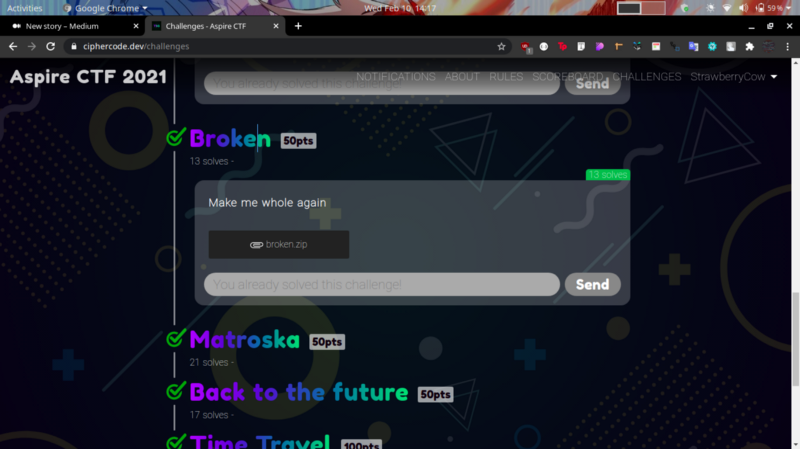 Activities Google Chrome Wed Feb 10, 14:17 59 %
New story – Medium Challenges - Aspire CTF
ciphercode.dev/challenges
Aspire CTF 2021 NOTIFICATIONS ABOUT RULES SCOREBOARD CHALLENGES StrawberryCow
You already solved this challenge! Send
Broken 50pts
13 solves -
13 solves
Make me whole again
broken.zip
You already solved this challenge! Send
Matroska 50pts
21 solves -
Back to the future 50pts
17 solves -
Time Travel 100pts